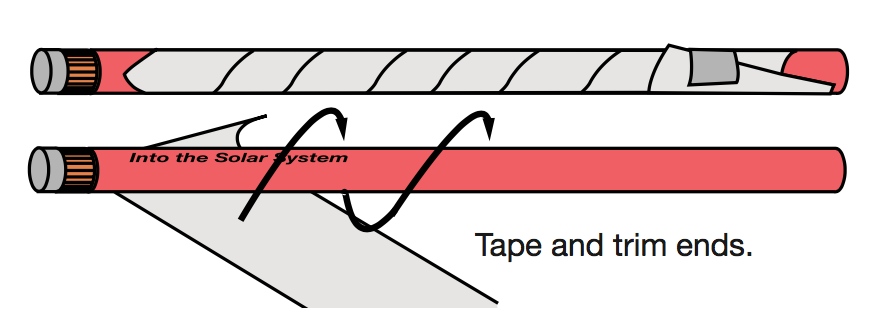 Into the Solar System
Tape and trim ends.